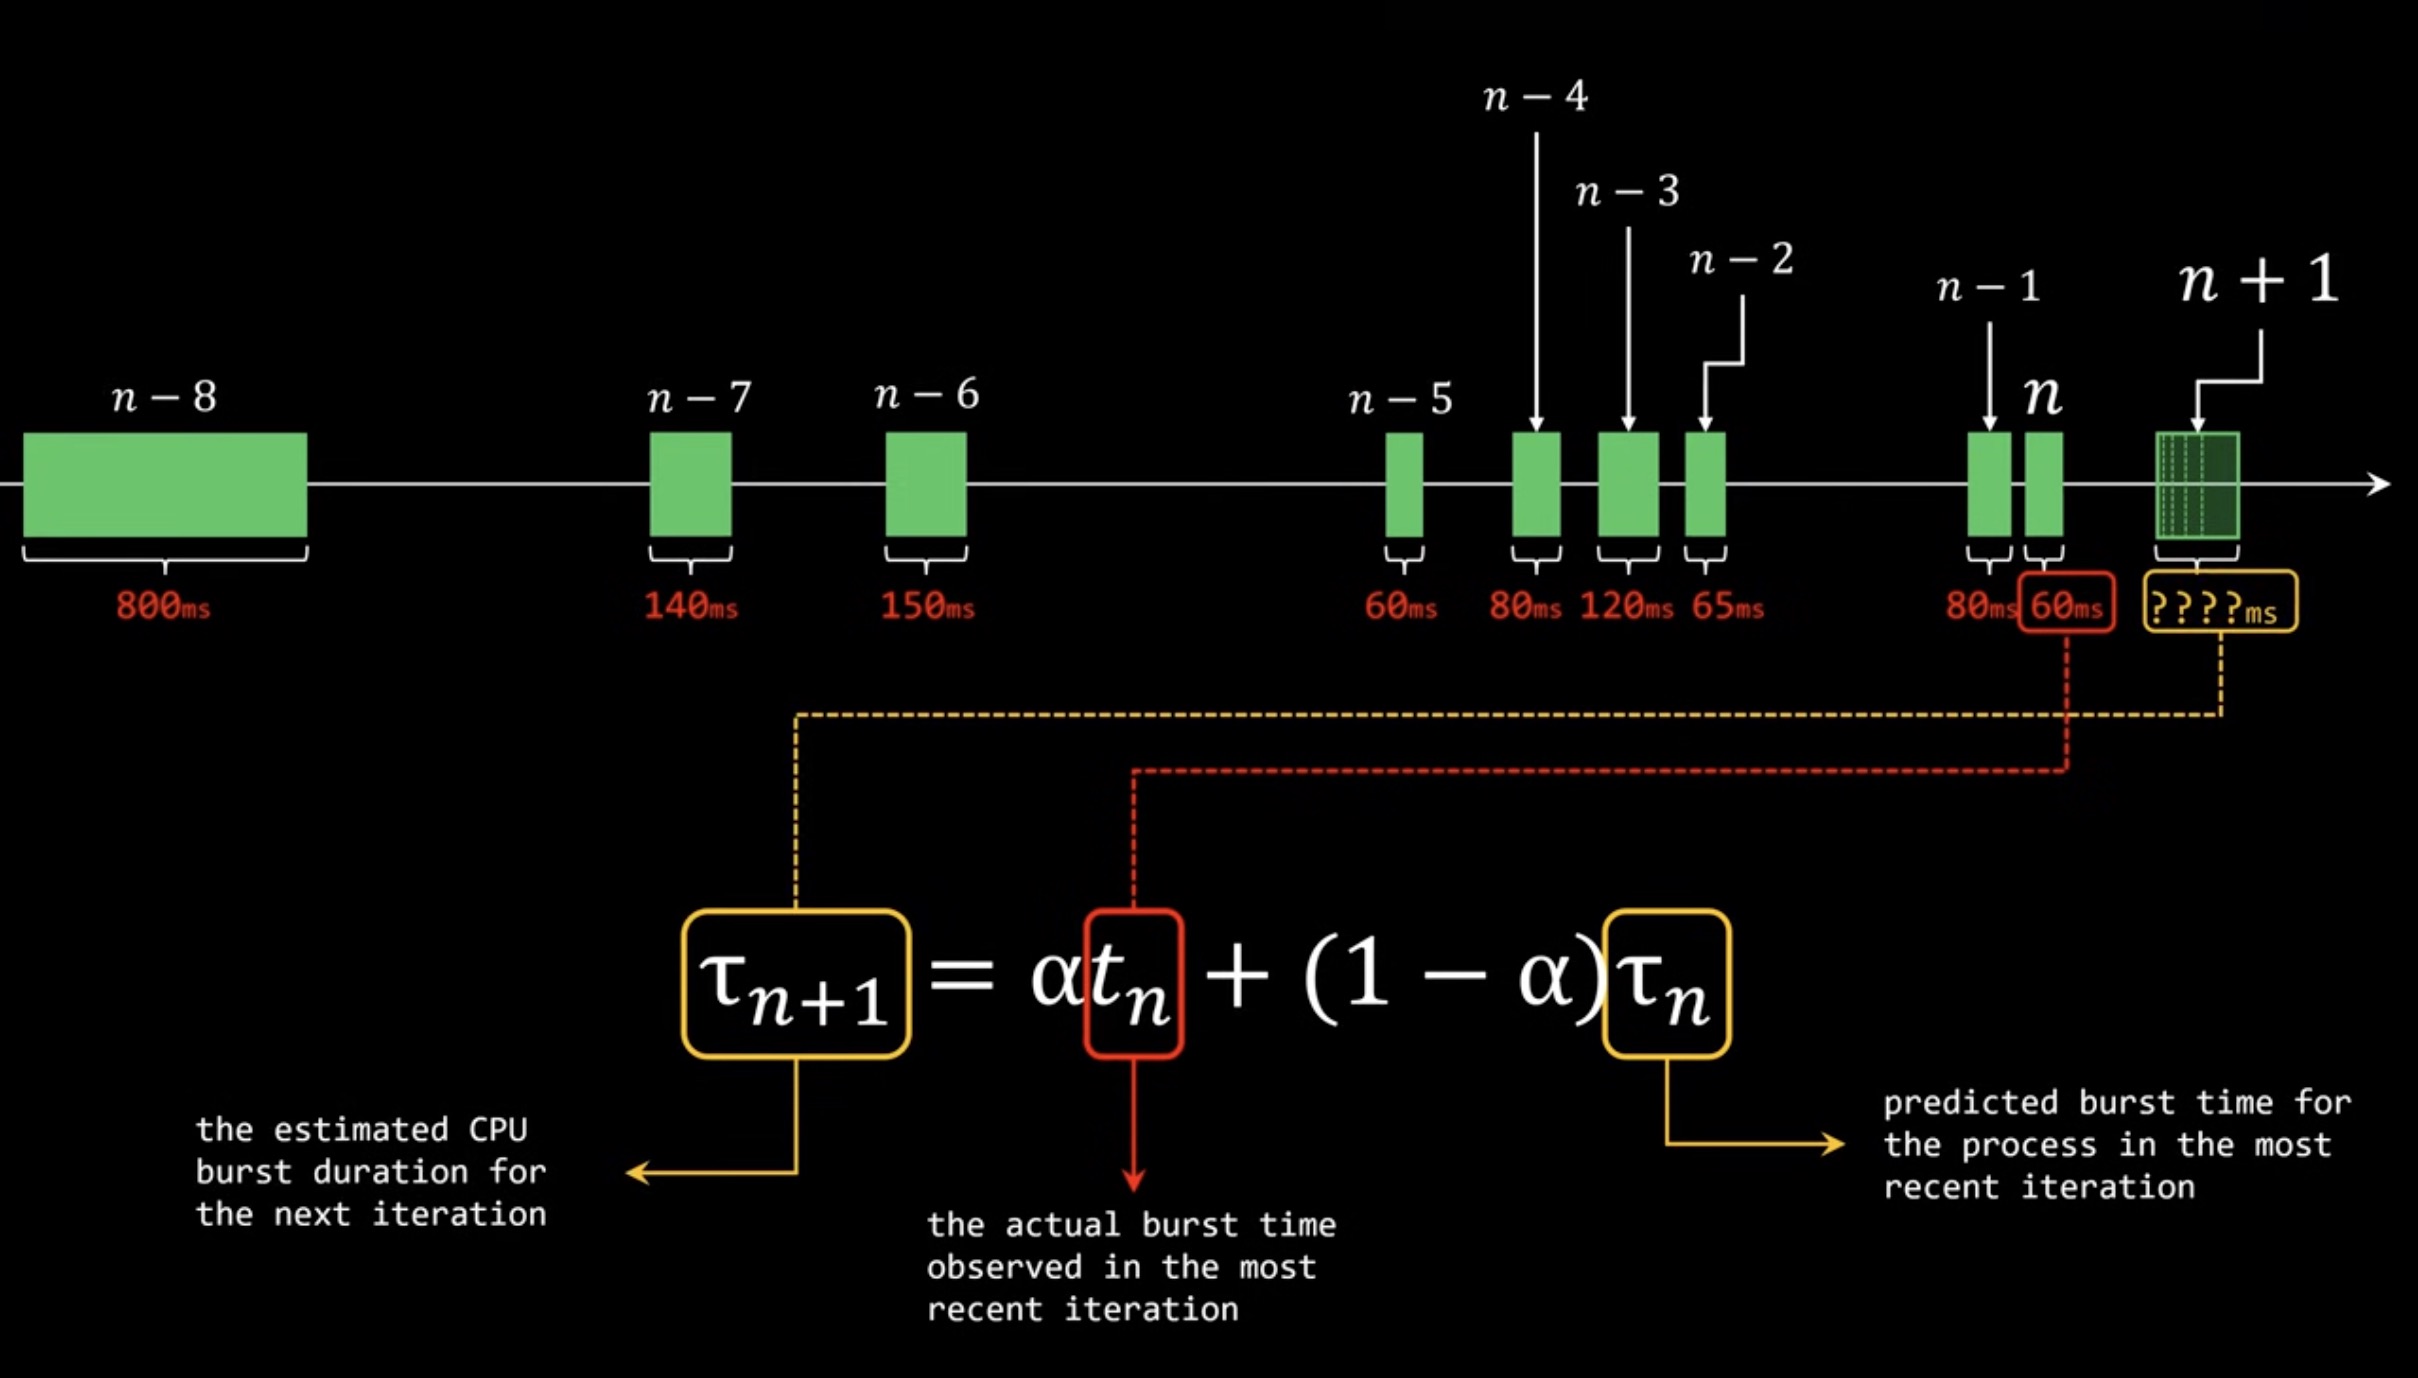 n − 4
n − 3
n − 2
n − 1
n + 1
n − 8
n − 7
n − 6
n − 5
n
800ms
140ms
150ms
60ms
80ms
120ms
65ms
80ms
60ms
????ms
τn+1 = αtn + (1 − α)τn
the estimated CPU
burst duration for
the next iteration
the actual burst time
observed in the most
recent iteration
predicted burst time for
the process in the most
recent iteration